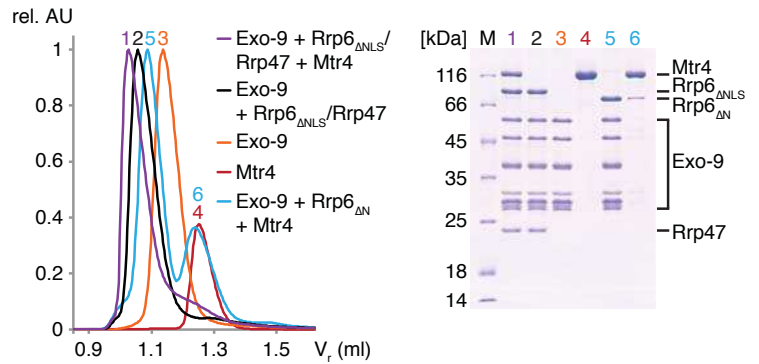 rel. AU
1 2 5 3
1
0.8
0.6
0.4
0.2
0
6
4
0.9 1.1 1.3 Vr (ml)
Exo-9 + Rrp6ΔNLS/
Rrp47 + Mtr4
Exo-9
+ Rrp6ΔNLS/Rrp47
Exo-9
Mtr4
Exo-9 + Rrp6ΔN
+ Mtr4
[kDa] M 1 2 3 4 5 6
116
66
45
35
25
18
14
Mtr4
Rrp6ΔNLS
Rrp6ΔN
Exo-9
Rrp47